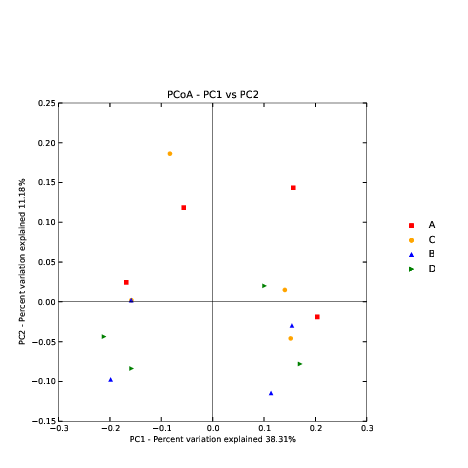 PCoA - PC1 vs PC2
0.25
0.20
0.15
0.10
0.05
0.00
−0.05
−0.10
−0.15
−0.3
−0.2
−0.1
0.0
0.1
0.2
0.3
PC1 - Percent variation explained 38.31%
PC2 - Percent variation explained 11.18%
A
C
B
D